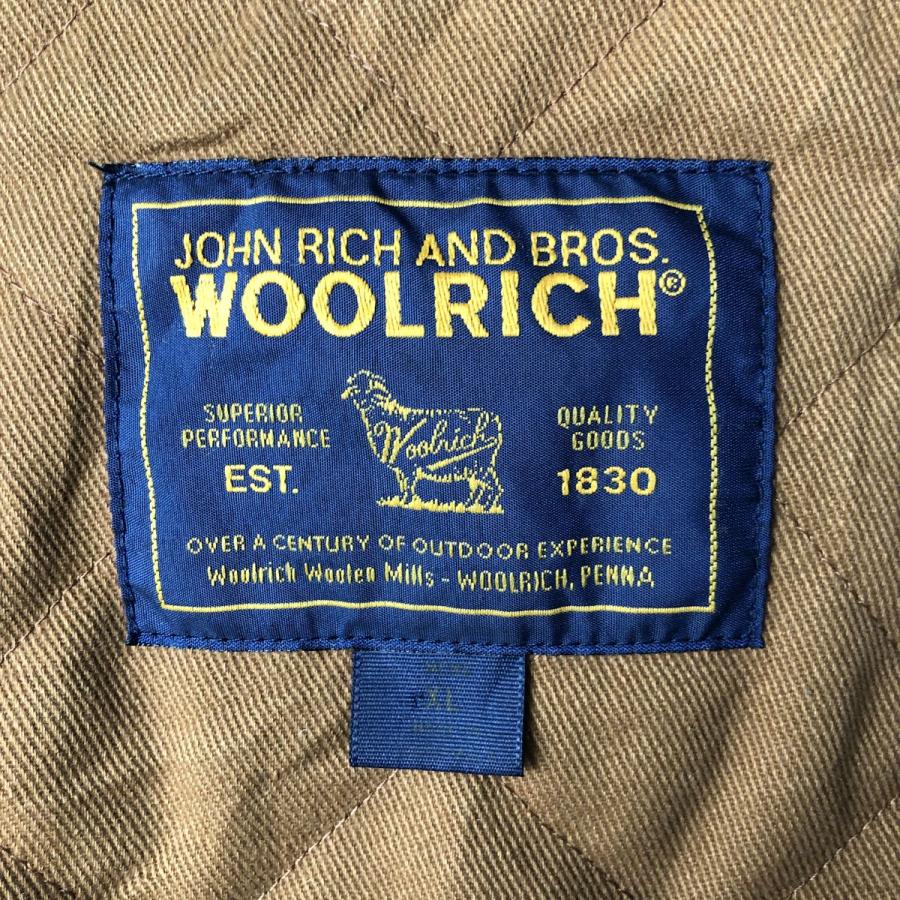 JOHN RICH AND BROS.
WOOLRICH®
SUPERIOR
PERFORMANCE
EST.
Woolrich
QUALITY
GOODS
1830
OVER A CENTURY OF OUTDOOR EXPERIENCE
Woolrich Woolen Mills - WOOLRICH, PENNA
XL